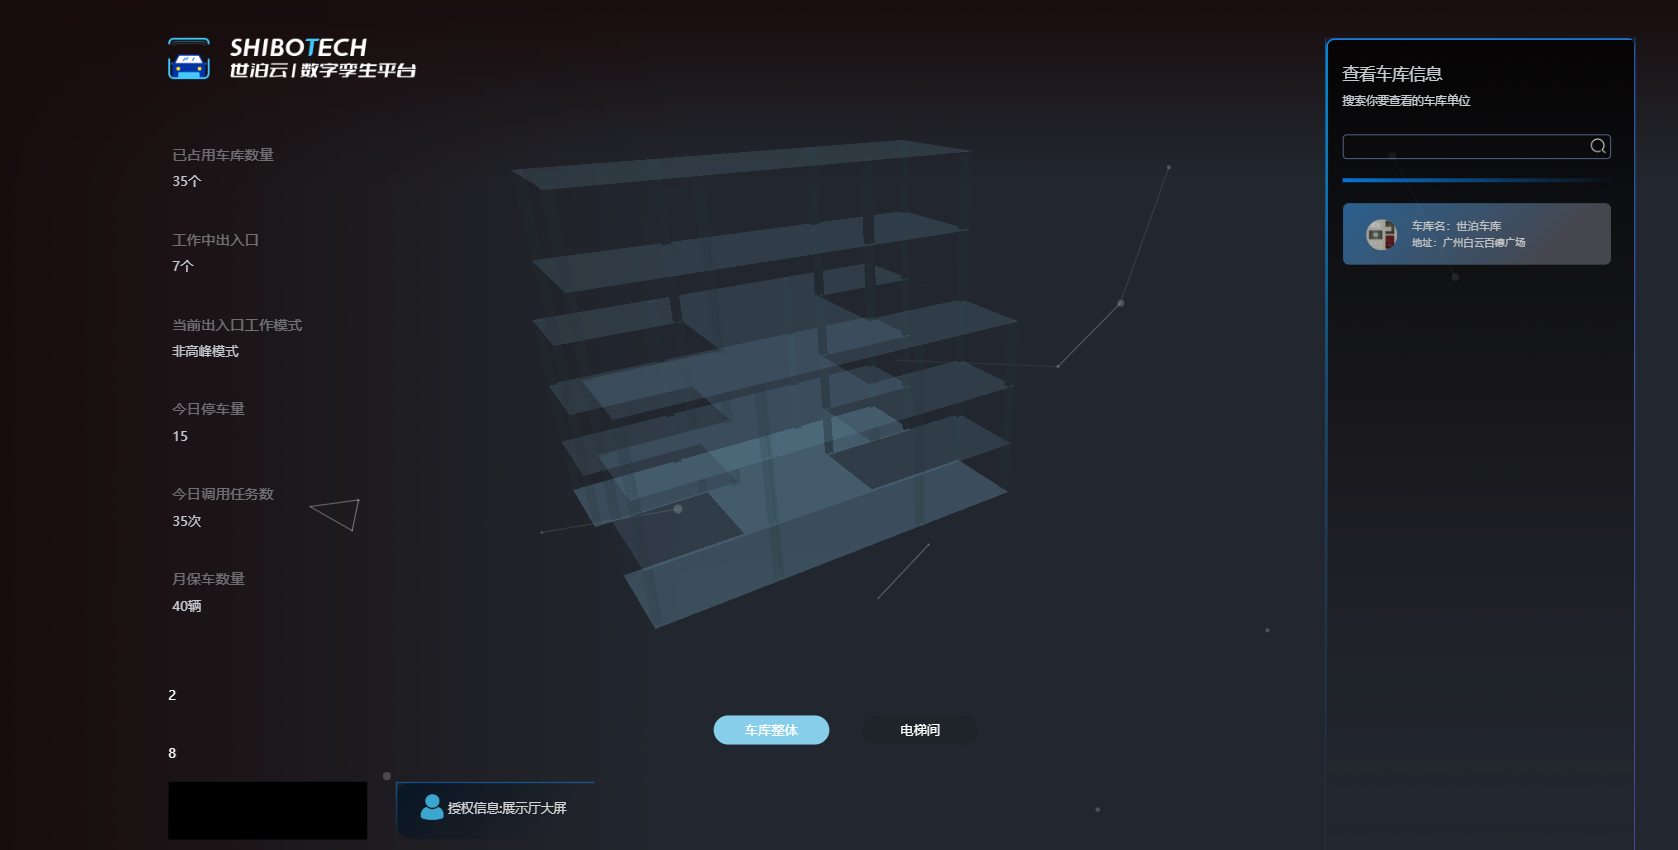 SHIBOTECH
世泊云|数字孪生平台
已占用车库数量
35个
工作中出入口
7个
当前出入口工作模式
非高峰模式
今日停车量
15
今日调用任务数
35次
月保车数量
40辆
2
8
车库整体
电梯间
授权信息:展示厅大屏
查看车库信息
搜索你要查看的车库单位
车库名：世泊车库
地址：广州白云百德广场